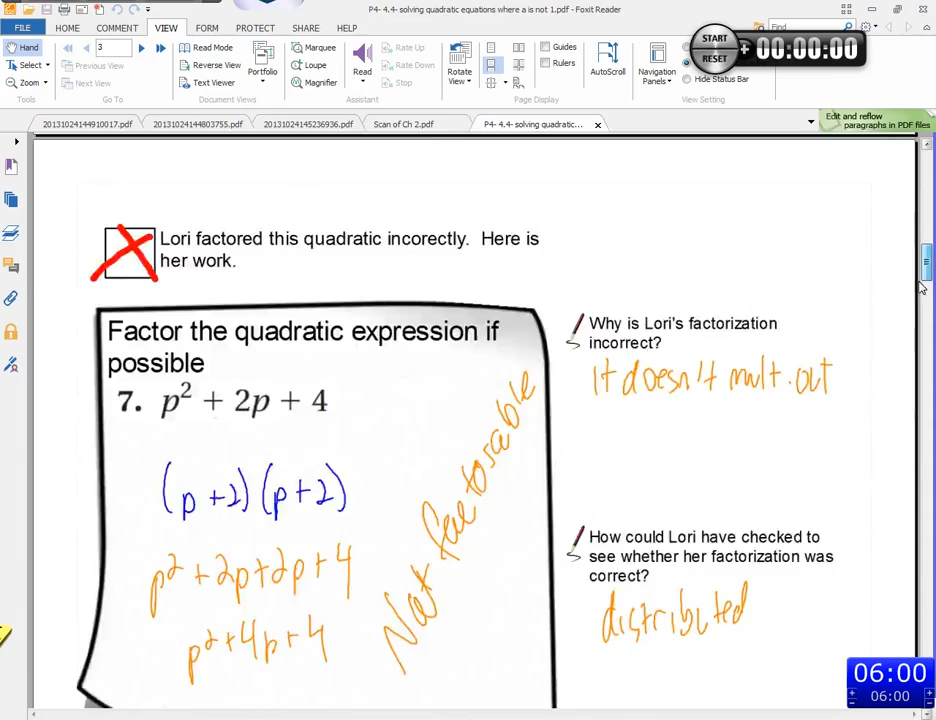 P4- 4.4- solving quadratic equations where a is not 1.pdf - Foxit Reader
FILE HOME COMMENT VIEW FORM PROTECT SHARE HELP
Find
Hand
Select
Zoom
Tools
3
Previous View
Next View
Go To
Read Mode
Reverse View
Text Viewer
Document Views
Portfolio
Marquee
Loupe
Magnifier
Read
Rate Up
Rate Down
Stop
Assistant
Rotate View
Guides
Rulers
Page Display
AutoScroll
Navigation Panels
Hide Status Bar
View Setting
START
RESET
+ 00:00:00
20131024144910017.pdf
20131024144803755.pdf
20131024145236936.pdf
Scan of Ch 2.pdf
P4- 4.4- solving quadratic...
Edit and reflow
paragraphs in PDF files
Lori factored this quadratic incorectly. Here is
her work.
Factor the quadratic expression if
possible
7. p² + 2p + 4
(p+2)(p+2)
p²+2p+2p+4
p²+4p+4
Not factorable
Why is Lori's factorization
incorrect?
It doesn't mult. out
How could Lori have checked to
see whether her factorization was
correct?
distributed
06:00
06:00